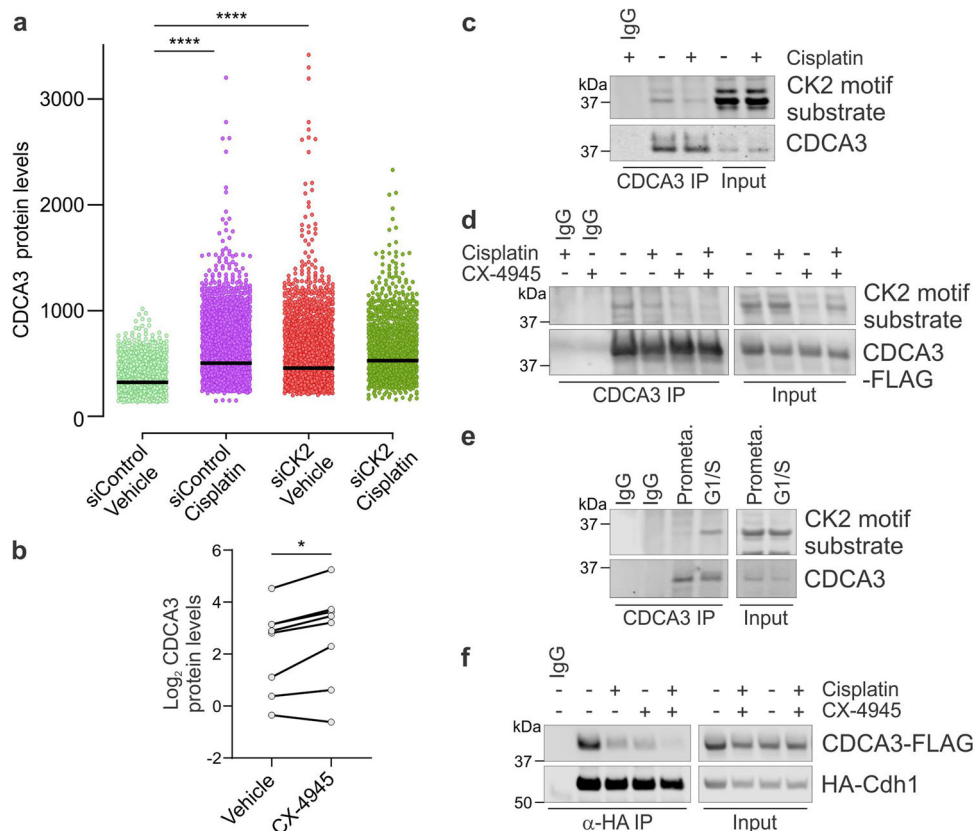 a
****
****
CDCA3 protein levels
3000
2000
1000
0
siControl
Vehicle
siControl
Cisplatin
siCK2
Vehicle
siCK2
Cisplatin
b
*
Log₂ CDCA3
protein levels
6
4
2
0
-2
Vehicle
CX-4945
c
IgG
+ - + - + Cisplatin
kDa
37
CK2 motif
substrate
37
CDCA3
CDCA3 IP
Input
d
IgG
IgG
Cisplatin + - - + - + - + - +
CX-4945 - + - - + + - - + +
kDa
37
CK2 motif
substrate
37
CDCA3
-FLAG
CDCA3 IP
Input
e
IgG
IgG
Prometa.
G1/S
Prometa.
G1/S
kDa
37
CK2 motif
substrate
37
CDCA3
CDCA3 IP
Input
f
IgG
- - + - + - + - + Cisplatin
- - - + + - + - + CX-4945
kDa
37
CDCA3-FLAG
50
HA-Cdh1
α-HA IP
Input